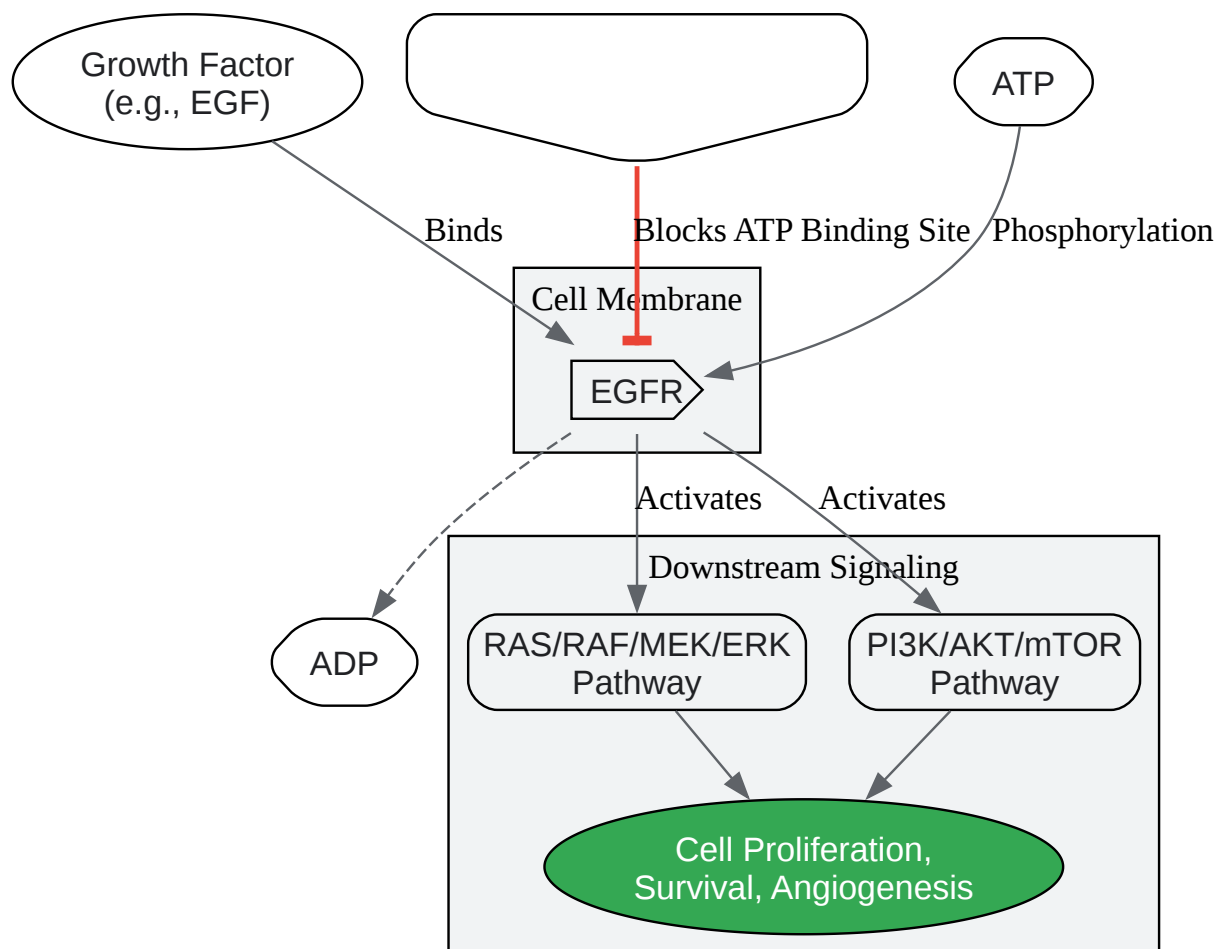 Growth Factor
(e.g., EGF)
ATP
Binds
Blocks ATP Binding Site
Phosphorylation
Cell Membrane
EGFR
Activates
Activates
Downstream Signaling
ADP
RAS/RAF/MEK/ERK
Pathway
PI3K/AKT/mTOR
Pathway
Cell Proliferation,
Survival, Angiogenesis